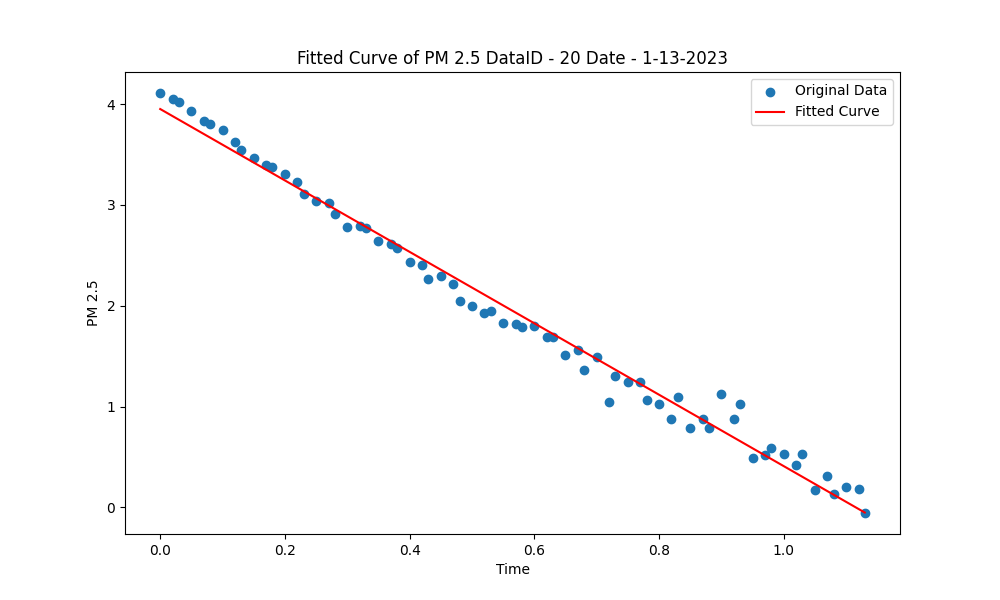 Fitted Curve of PM 2.5 DataID - 20 Date - 1-13-2023
Original Data
Fitted Curve
PM 2.5
4
3
2
1
0
0.0 0.2 0.4 0.6 0.8 1.0
Time